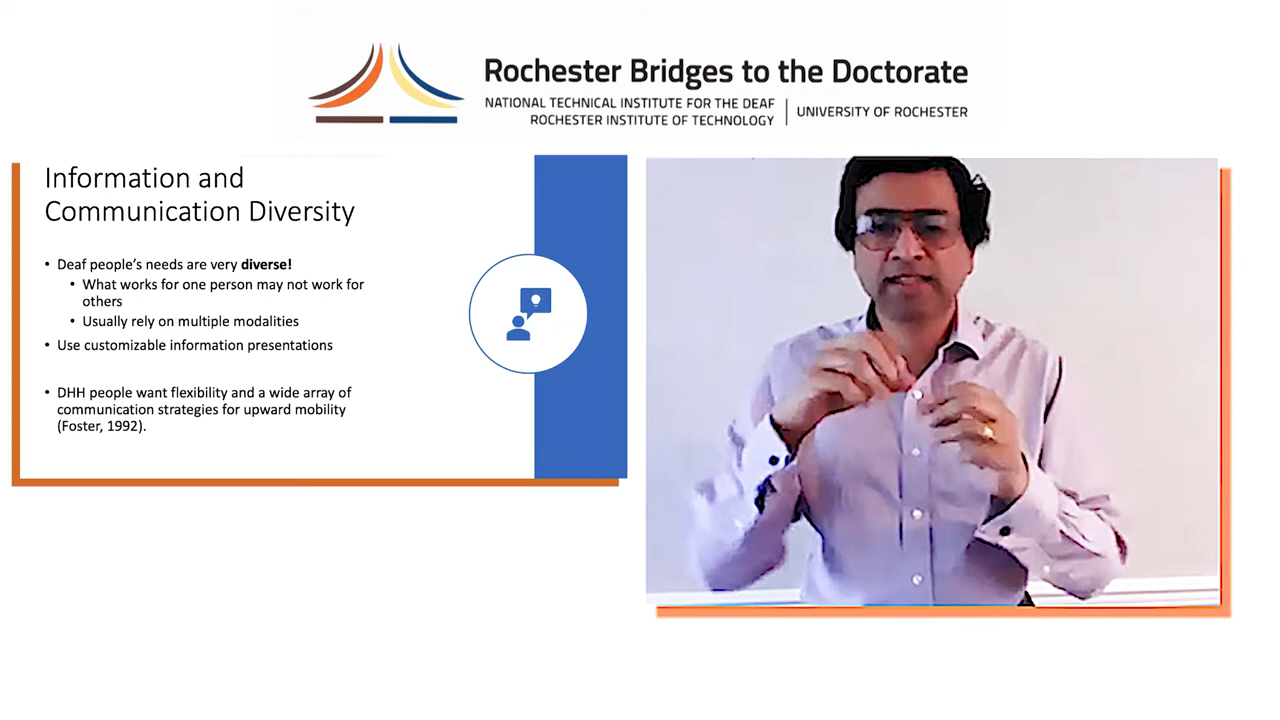 Rochester Bridges to the Doctorate
NATIONAL TECHNICAL INSTITUTE FOR THE DEAF
ROCHESTER INSTITUTE OF TECHNOLOGY
UNIVERSITY OF ROCHESTER
Information and
Communication Diversity
• Deaf people's needs are very diverse!
• What works for one person may not work for
others
• Usually rely on multiple modalities
• Use customizable information presentations
• DHH people want flexibility and a wide array of
communication strategies for upward mobility
(Foster, 1992).